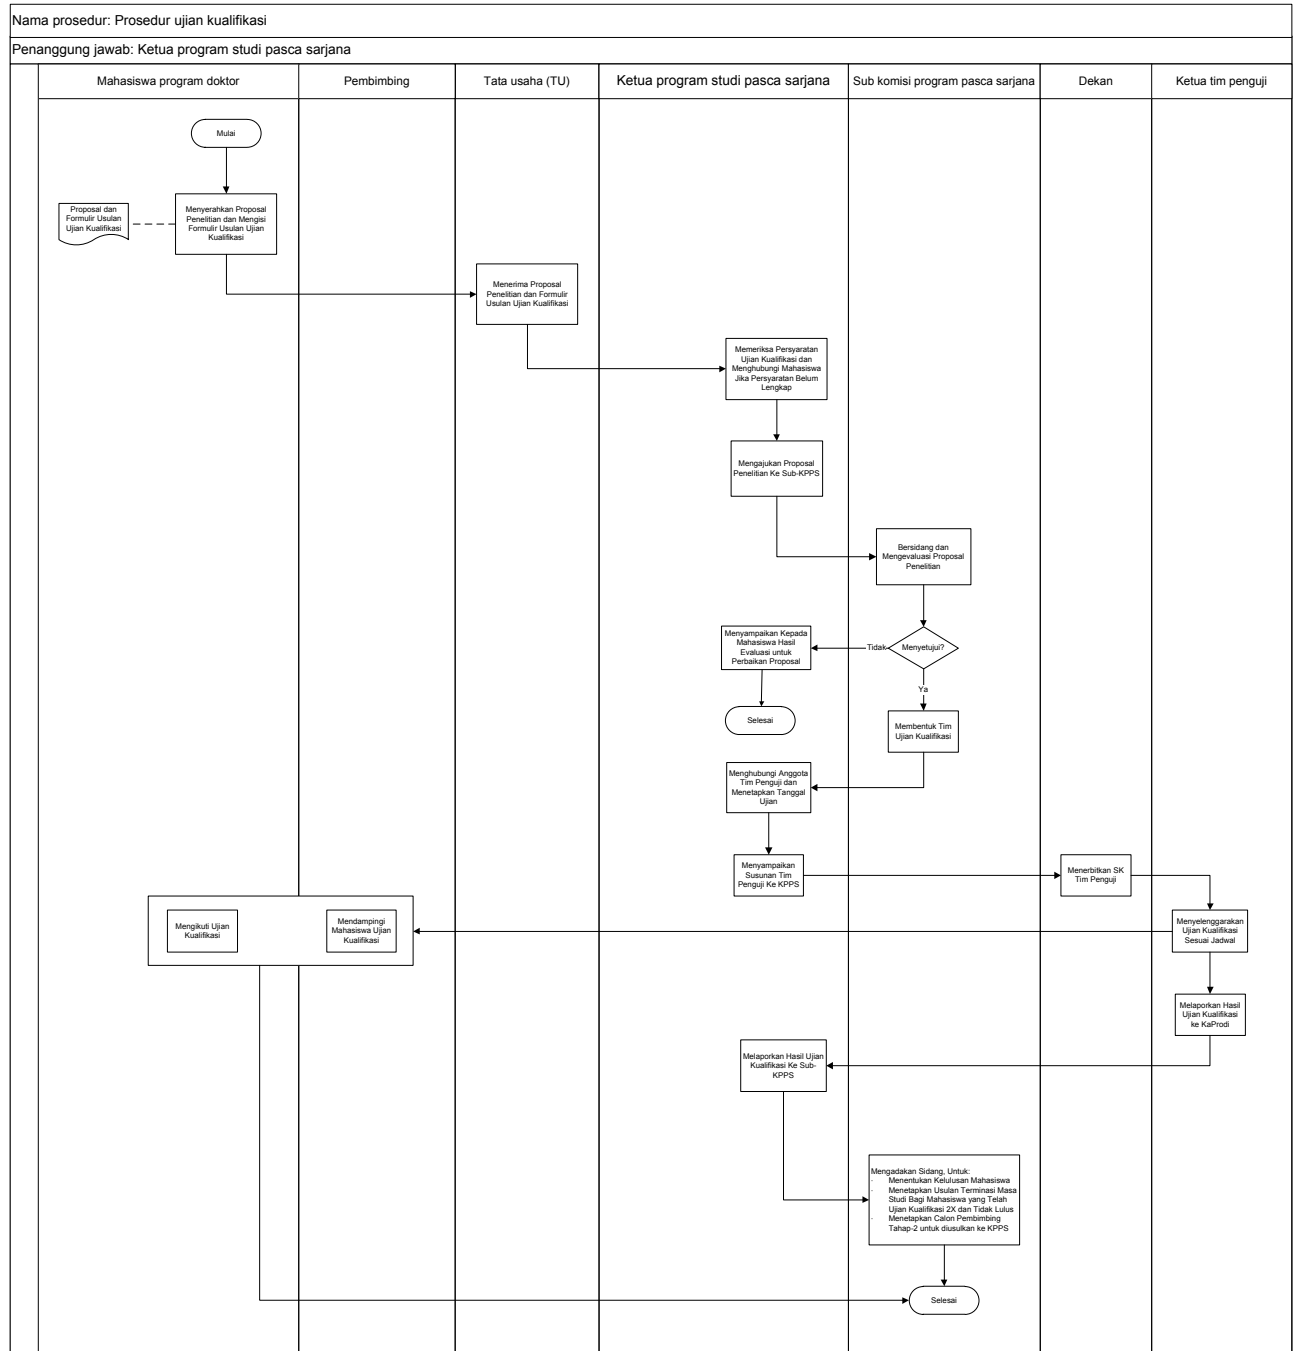 Nama prosedur: Prosedur ujian kualifikasi
Penanggung jawab: Ketua program studi pasca sarjana
Mahasiswa program doktor
Pembimbing
Tata usaha (TU)
Ketua program studi pasca sarjana
Sub komisi program pasca sarjana
Dekan
Ketua tim penguji
Mulai
Proposal dan
Formulir Usulan
Ujian Kualifikasi
Menyerahkan Proposal
Penelitian dan Mengisi
Formulir Usulan Ujian
Kualifikasi
Menerima Proposal
Penelitian dan Formulir
Usulan Ujian Kualifikasi
Memeriksa Persyaratan
Ujian Kualifikasi dan
Menghubungi Mahasiswa
Jika Persyaratan Belum
Lengkap
Mengajukan Proposal
Penelitian Ke Sub-KPPS
Bersidang dan
Mengevaluasi Proposal
Penelitian
Menyetujui?
Tidak
Menyampaikan Kepada
Mahasiswa Hasil
Evaluasi untuk
Perbaikan Proposal
Selesai
Ya
Membentuk Tim
Ujian Kualifikasi
Menghubungi Anggota
Tim Penguji dan
Menetapkan Tanggal
Ujian
Menyampaikan
Susunan Tim
Penguji Ke KPPS
Menerbitkan SK
Tim Penguji
Mengikuti Ujian
Kualifikasi
Mendampingi
Mahasiswa Ujian
Kualifikasi
Menyelenggarakan
Ujian Kualifikasi
Sesuai Jadwal
Melaporkan Hasil
Ujian Kualifikasi
ke KaProdi
Melaporkan Hasil Ujian
Kualifikasi Ke Sub-
KPPS
Mengadakan Sidang, Untuk:
· Menentukan Kelulusan Mahasiswa
· Menetapkan Usulan Terminasi Masa
Studi Bagi Mahasiswa yang Telah
Ujian Kualifikasi 2X dan Tidak Lulus
· Menetapkan Calon Pembimbing
Tahap-2 untuk diusulkan ke KPPS
Selesai